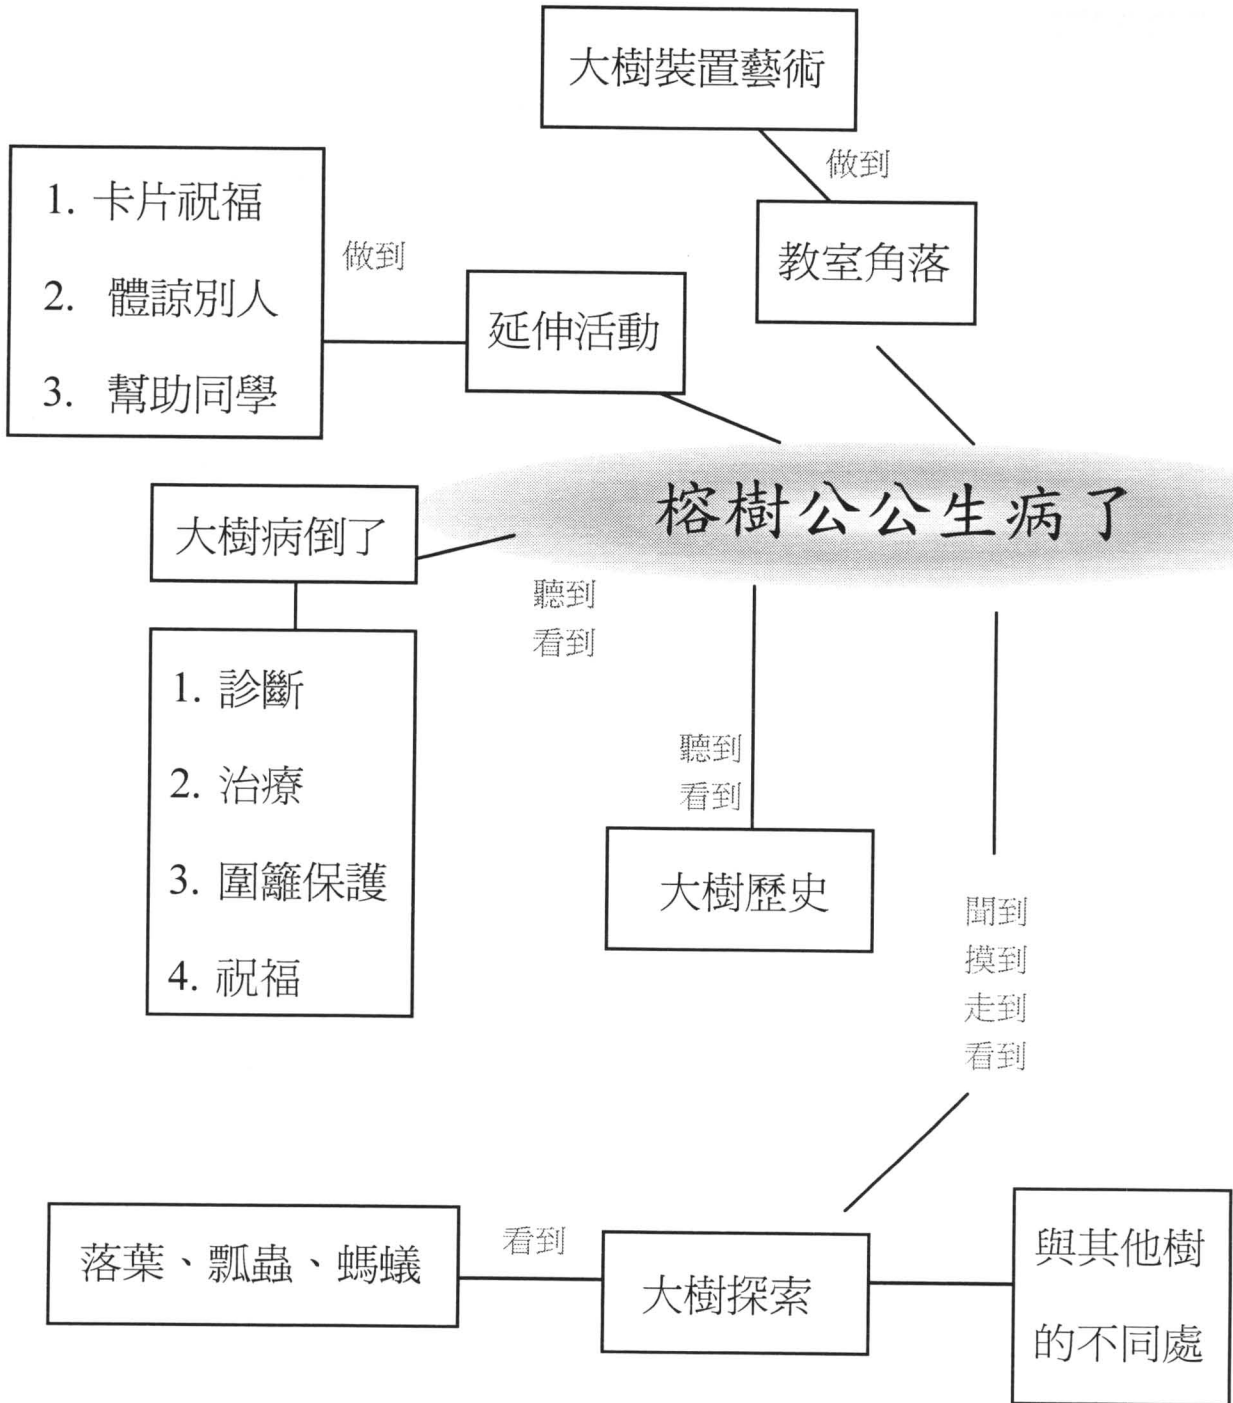 大樹裝置藝術
做到
教室角落
1. 卡片祝福
2. 體諒別人
3. 幫助同學
做到
延伸活動
榕樹公公生病了
大樹病倒了
聽到
看到
1. 診斷
2. 治療
3. 圍籬保護
4. 祝福
聽到
看到
大樹歷史
聞到
摸到
走到
看到
落葉、瓢蟲、螞蟻
看到
大樹探索
與其他樹
的不同處